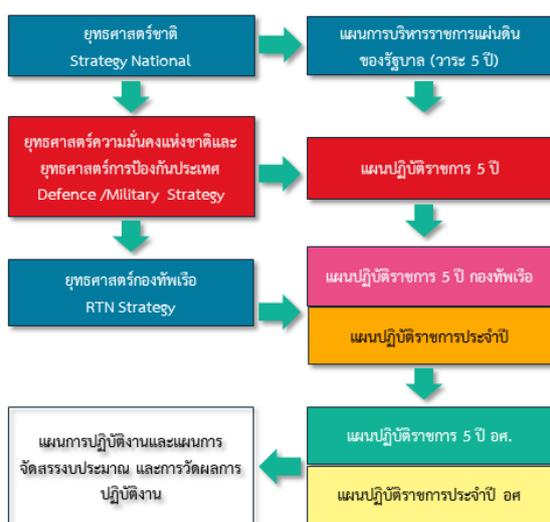 ยุทธศาสตร์ชาติ
Strategy National
แผนการบริหารราชการแผ่นดิน
ของรัฐบาล (วาระ 5 ปี)
ยุทธศาสตร์ความมั่นคงแห่งชาติและ
ยุทธศาสตร์การป้องกันประเทศ
Defence /Military Strategy
แผนปฏิบัติราชการ 5 ปี
ยุทธศาสตร์กองทัพเรือ
RTN Strategy
แผนปฏิบัติราชการ 5 ปี กองทัพเรือ
แผนปฏิบัติราชการประจำปี
แผนปฏิบัติราชการ 5 ปี อศ.
แผนปฏิบัติราชการประจำปี อศ
แผนการปฏิบัติงานและแผนการ
จัดสรรงบประมาณ และการวัดผลการ
ปฏิบัติงาน